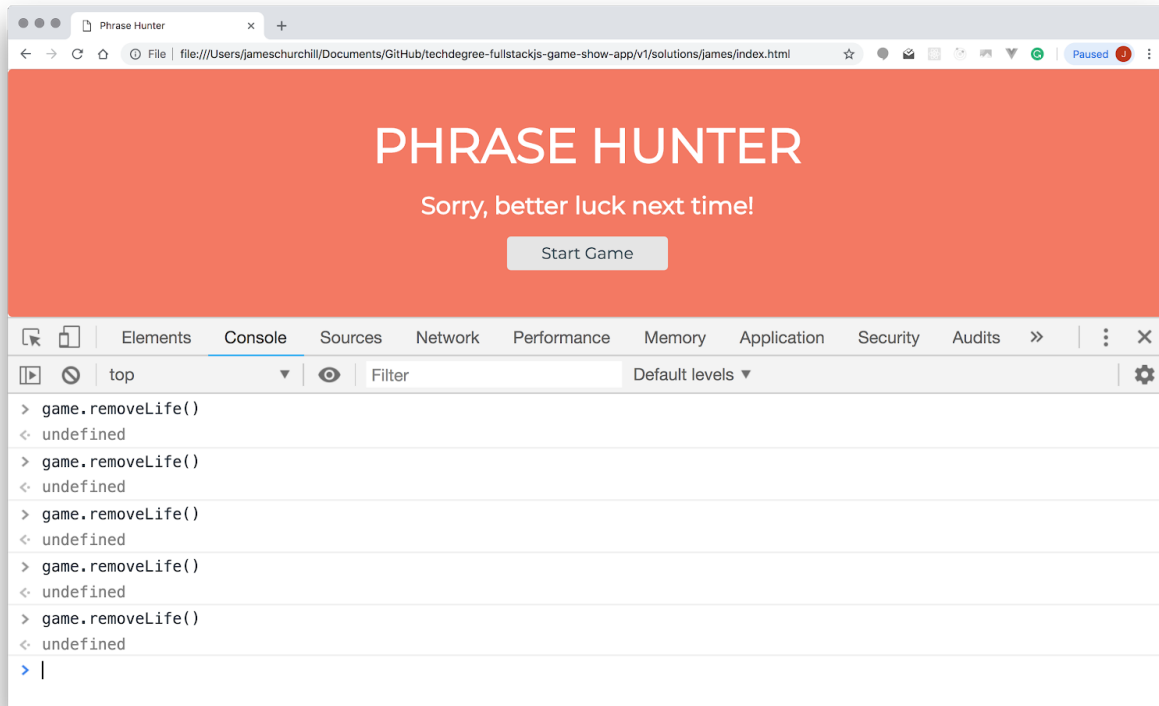 Phrase Hunter
File file:///Users/jameschurchill/Documents/GitHub/techdegree-fullstackjs-game-show-app/v1/solutions/james/index.html Paused J
PHRASE HUNTER
Sorry, better luck next time!
Start Game
Elements Console Sources Network Performance Memory Application Security Audits
top Filter Default levels
> game.removeLife()
undefined
> game.removeLife()
undefined
> game.removeLife()
undefined
> game.removeLife()
undefined
> game.removeLife()
undefined
>